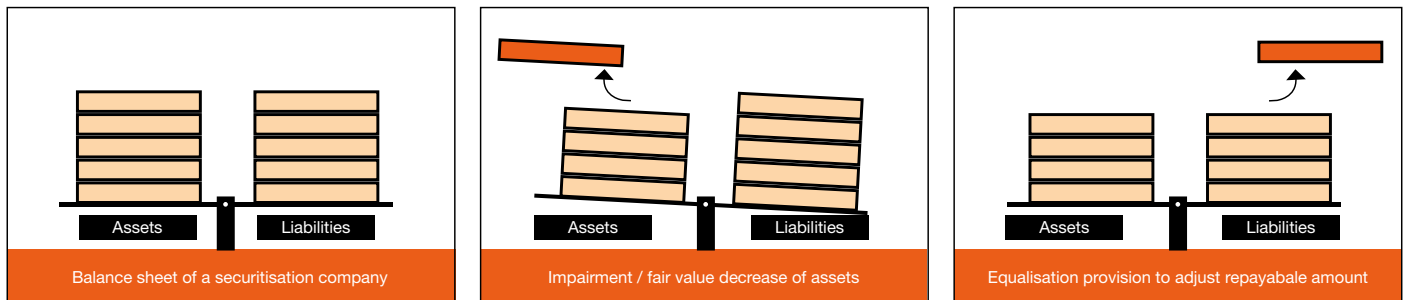 Assets
Liabilities
Balance sheet of a securitisation company
Assets
Liabilities
Impairment / fair value decrease of assets
Assets
Liabilities
Equalisation provision to adjust repayabale amount